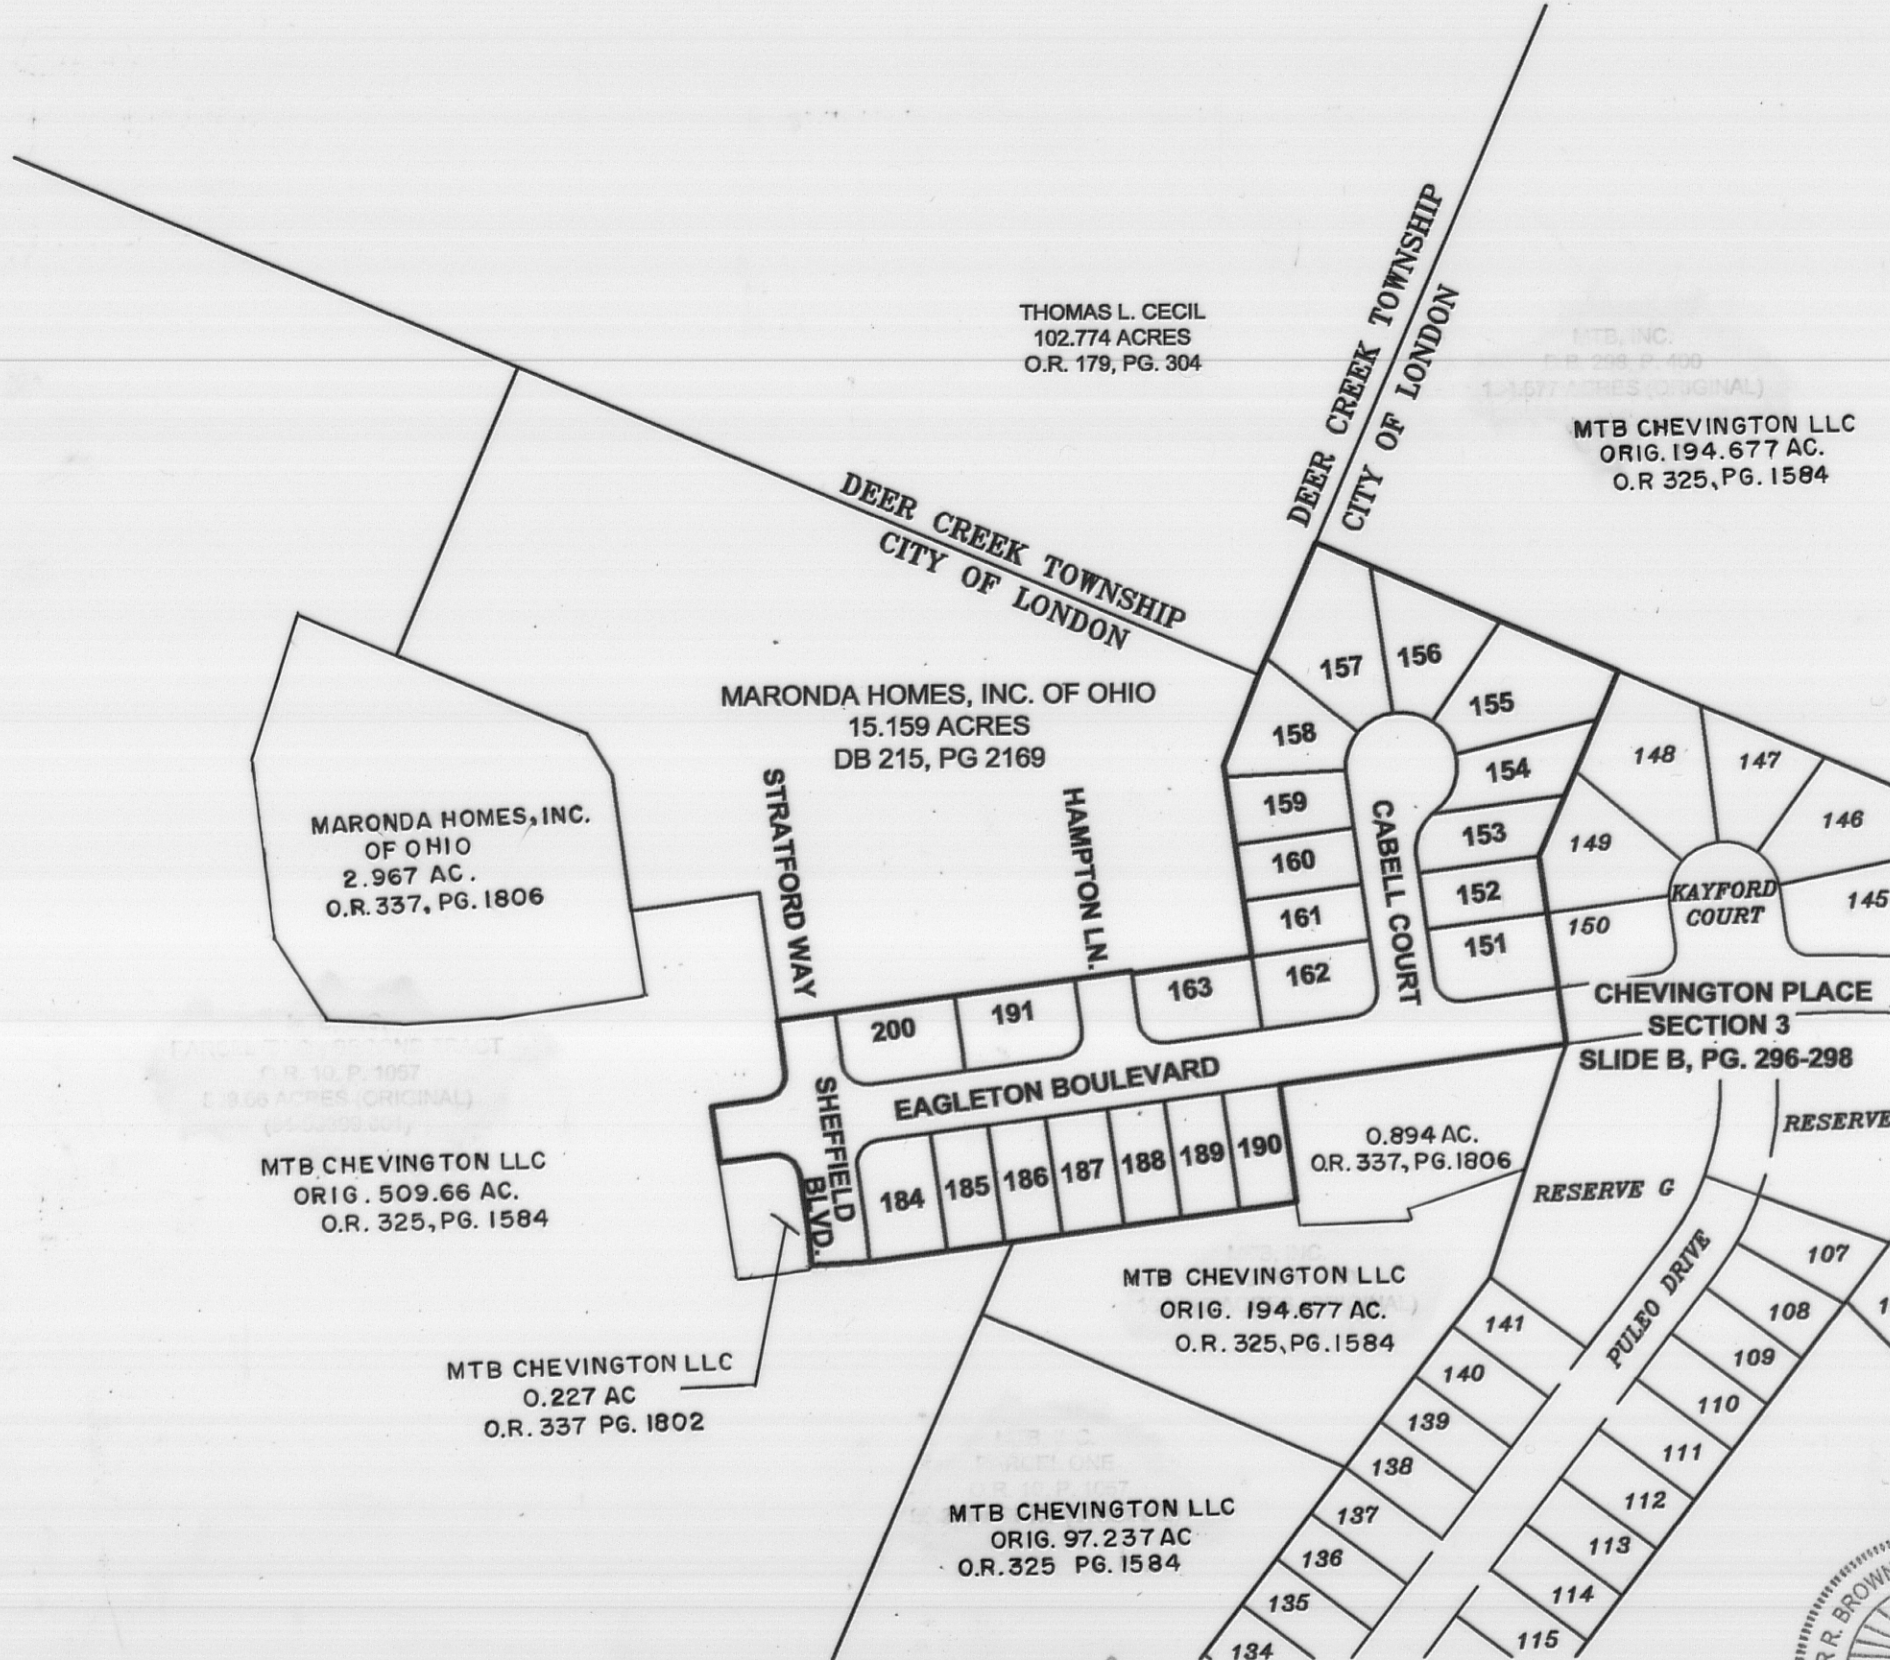 THOMAS L. CECIL
102.774 ACRES
O.R. 179, PG. 304
DEER CREEK TOWNSHIP
CITY OF LONDON
MTB, INC.
MTB CHEVINGTON LLC
ORIG. 194.677 AC.
O.R 325, PG. 1584
DEER CREEK TOWNSHIP
CITY OF LONDON
MARONDA HOMES, INC. OF OHIO
15.159 ACRES
DB 215, PG 2169
MARONDA HOMES, INC.
OF OHIO
2.967 AC.
O.R. 337, PG. 1806
STRATFORD WAY
HAMPTON LN.
157
156
155
158
154
159
153
160
152
161
151
162
163
CABELL COURT
148
147
146
149
145
150
KAYFORD
COURT
CHEVINGTON PLACE
SECTION 3
SLIDE B, PG. 296-298
200
191
EAGLETON BOULEVARD
SHEFFIELD
BLVD.
184
185
186
187
188
189
190
0.894 AC.
O.R. 337, PG. 1806
RESERVE
RESERVE G
PULEO DRIVE
MTB CHEVINGTON LLC
ORIG. 509.66 AC.
O.R. 325, PG. 1584
MTB CHEVINGTON LLC
ORIG. 194.677 AC.
O.R. 325, PG. 1584
MTB CHEVINGTON LLC
0.227 AC
O.R. 337 PG. 1802
MTB CHEVINGTON LLC
ORIG. 97.237 AC
O.R. 325 PG. 1584
107
108
109
110
111
112
113
114
115
141
140
139
138
137
136
135
134
R. BROWN